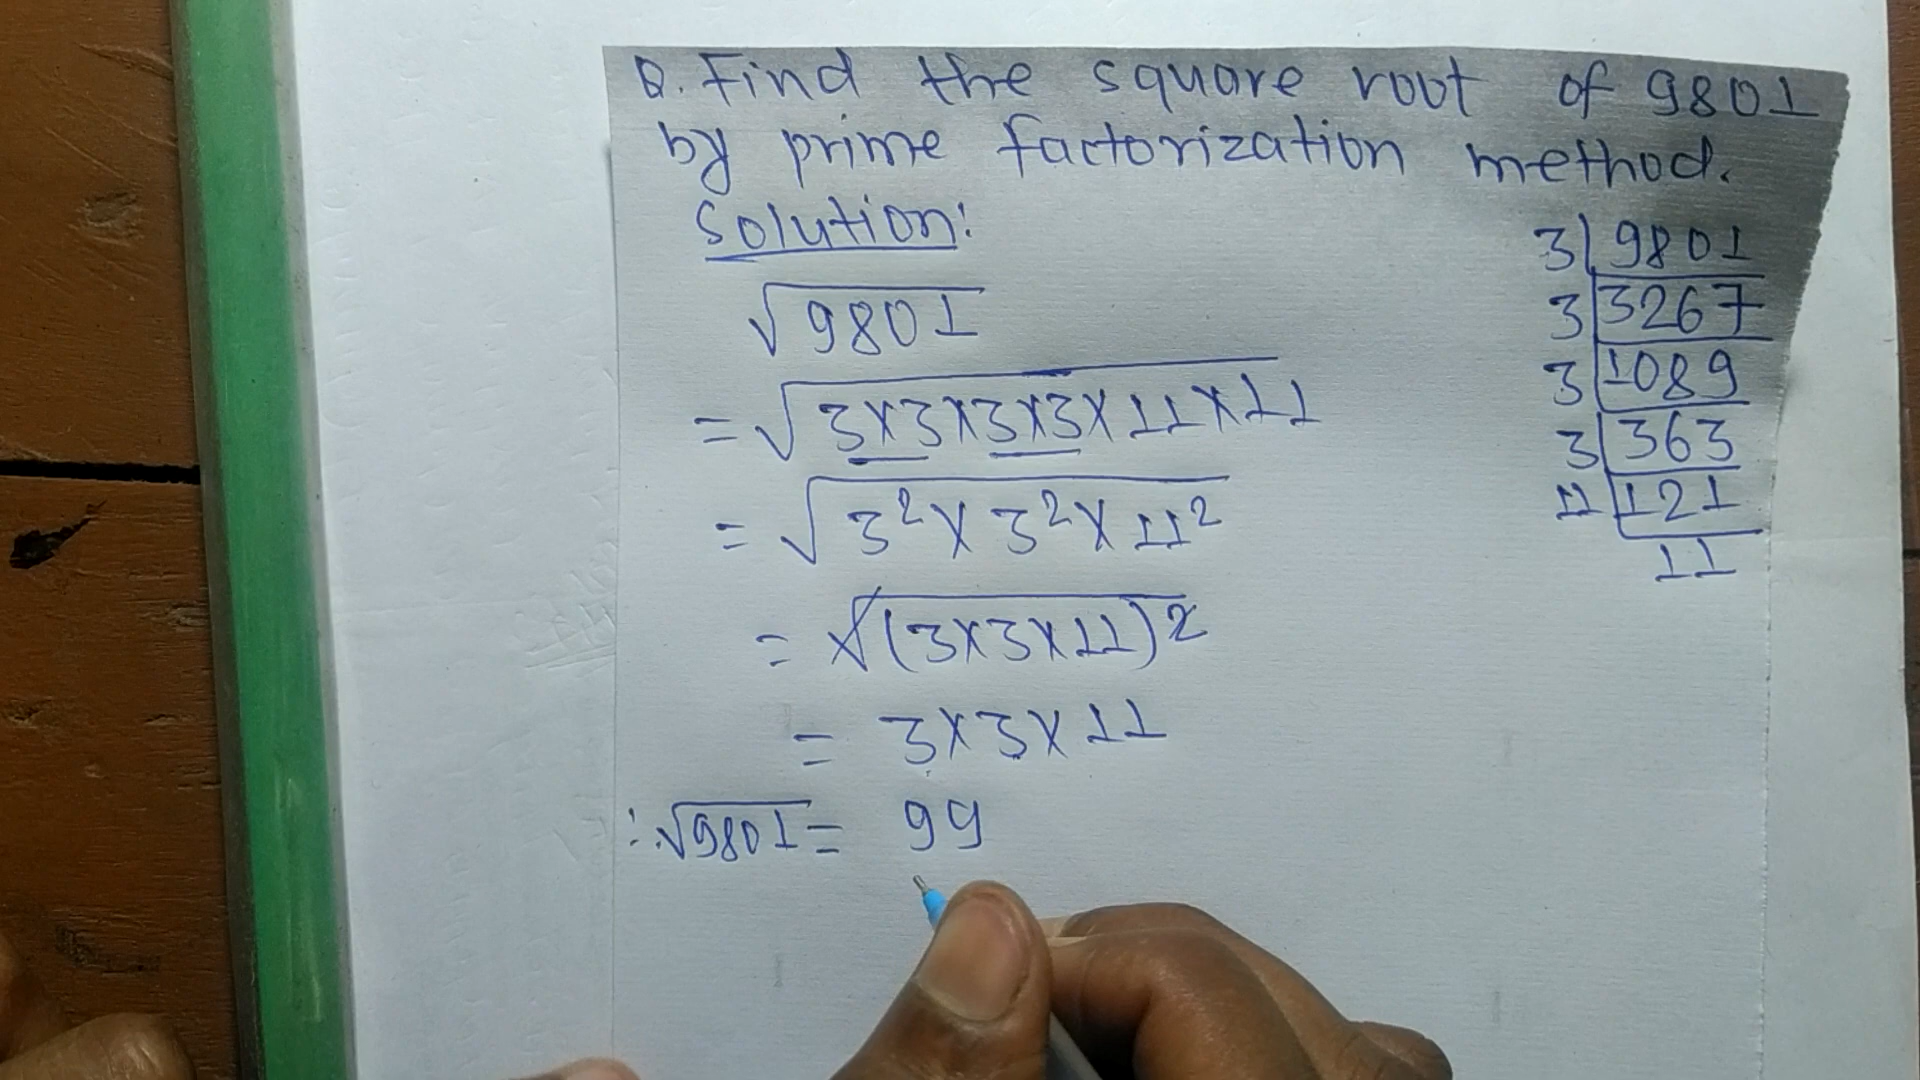 Q. Find the square root of 9801
by prime factorization method.
Solution:
√9801
= √3×3×3×3×11×11
= √3²×3²×11²
= √(3×3×11)²
= 3×3×11
∴ √9801 = 99
3|9801
3|3267
3|1089
3|363
11|121
11